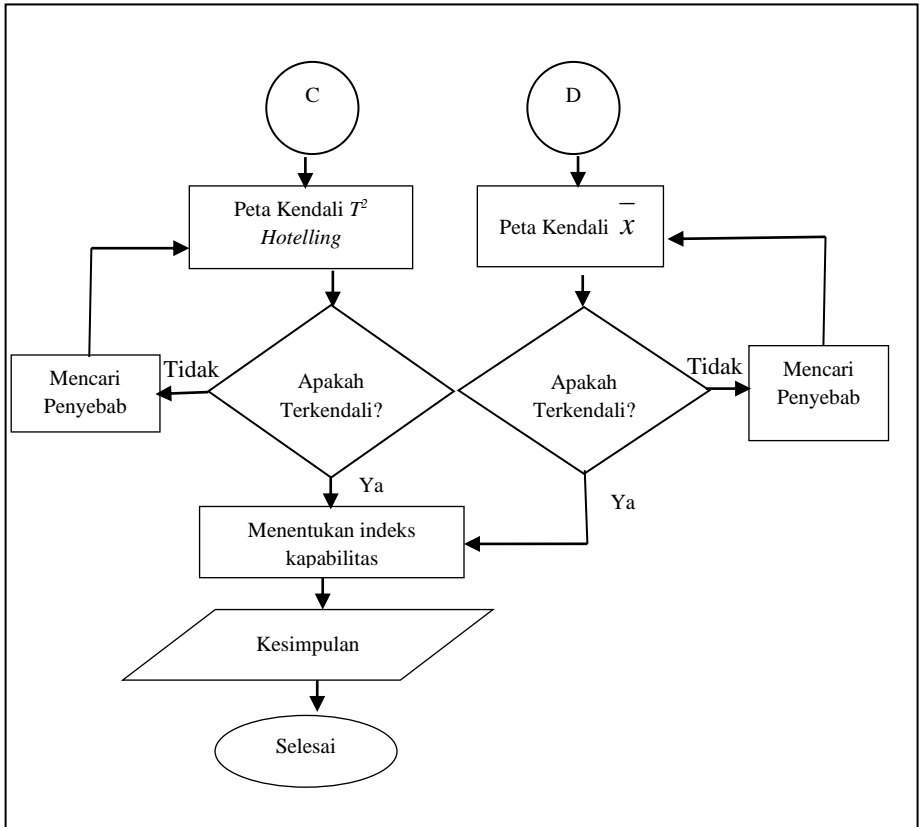 C
D
Peta Kendali T²
Hotelling
Peta Kendali x̅
Tidak
Mencari
Penyebab
Apakah
Terkendali?
Apakah
Terkendali?
Tidak
Mencari
Penyebab
Ya
Ya
Menentukan indeks
kapabilitas
Kesimpulan
Selesai